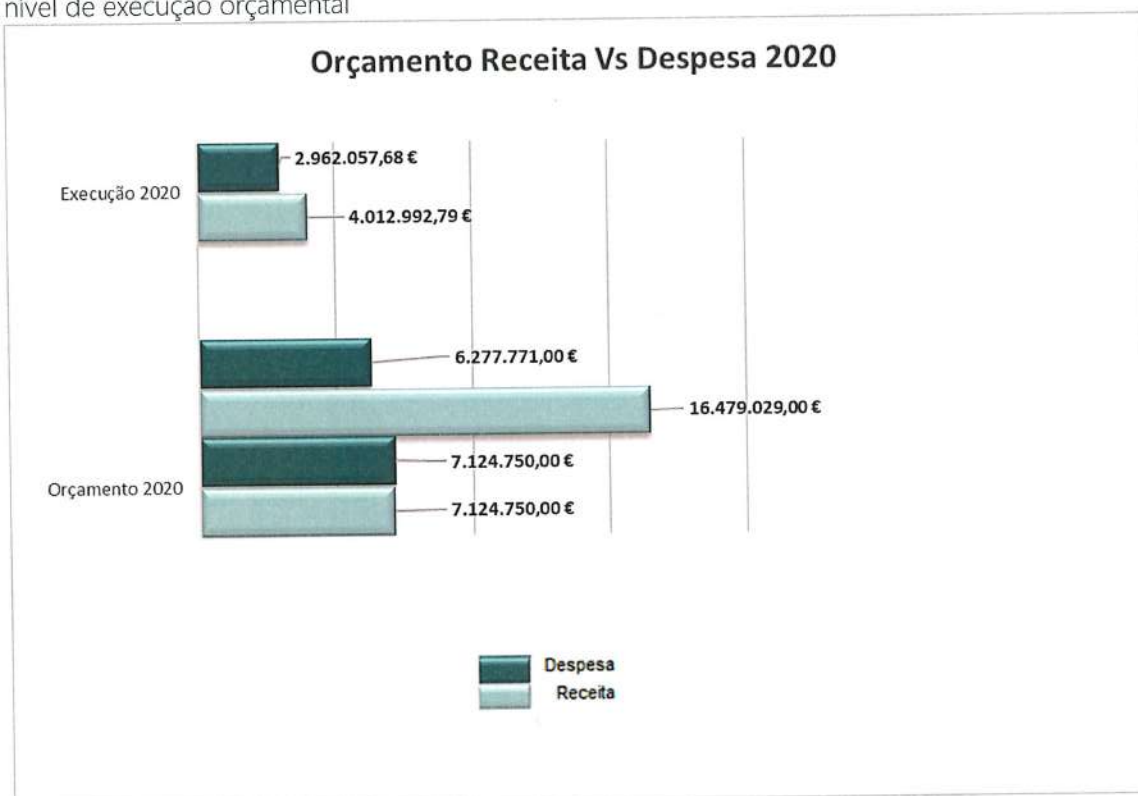 nível de execução orçamental
Orçamento Receita Vs Despesa 2020
Execução 2020
2.962.057,68 €
4.012.992,79 €
6.277.771,00 €
16.479.029,00 €
Orçamento 2020
7.124.750,00 €
7.124.750,00 €
Despesa
Receita